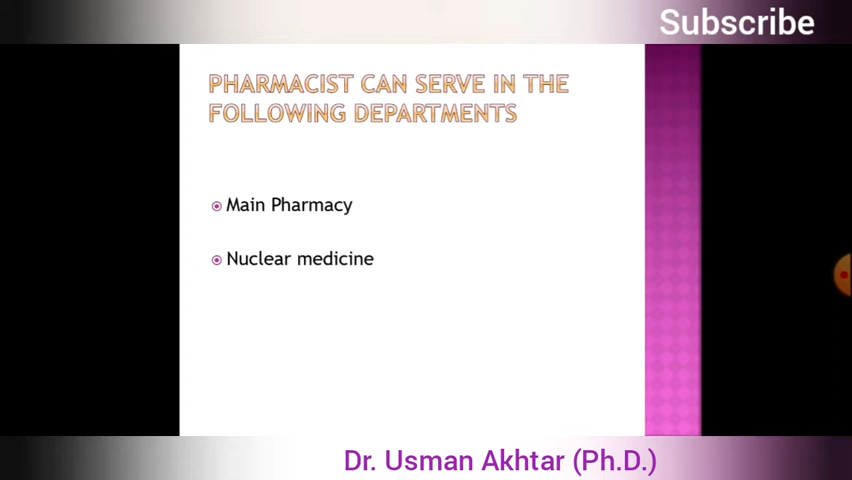 Subscribe
PHARMACIST CAN SERVE IN THE
FOLLOWING DEPARTMENTS
Main Pharmacy
Nuclear medicine
Dr. Usman Akhtar (Ph.D.)